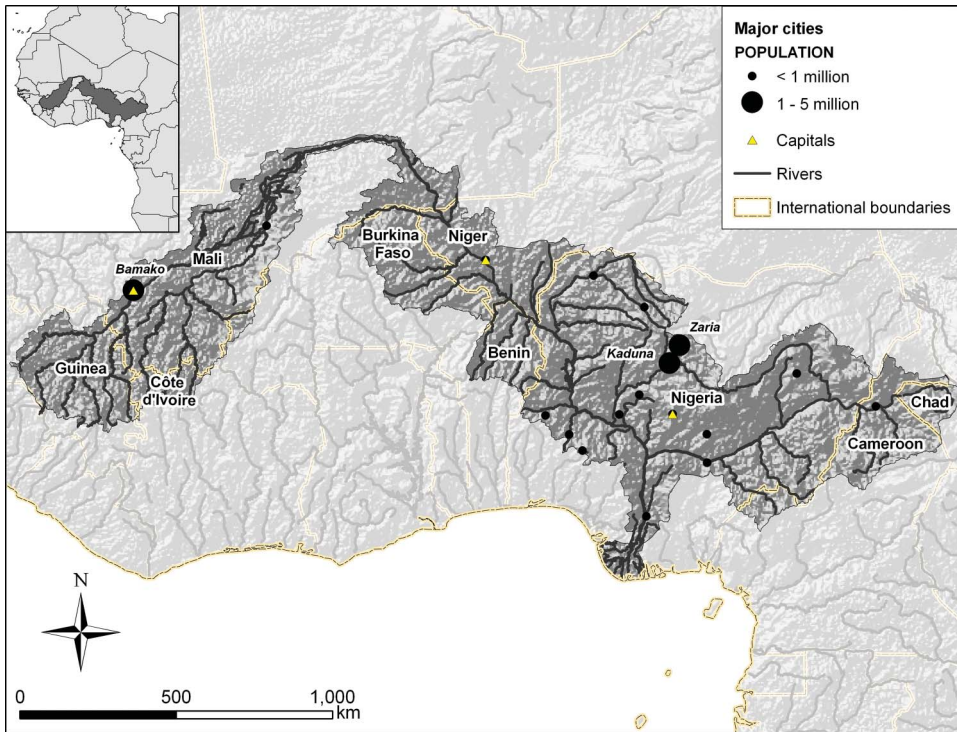 Major cities
POPULATION
< 1 million
1 - 5 million
Capitals
Rivers
International boundaries
Burkina
Faso
Niger
Mali
Bamako
Zaria
Kaduna
Benin
Guinea
Côte
d'Ivoire
Nigeria
Chad
Cameroon
N
0 500 1,000
km